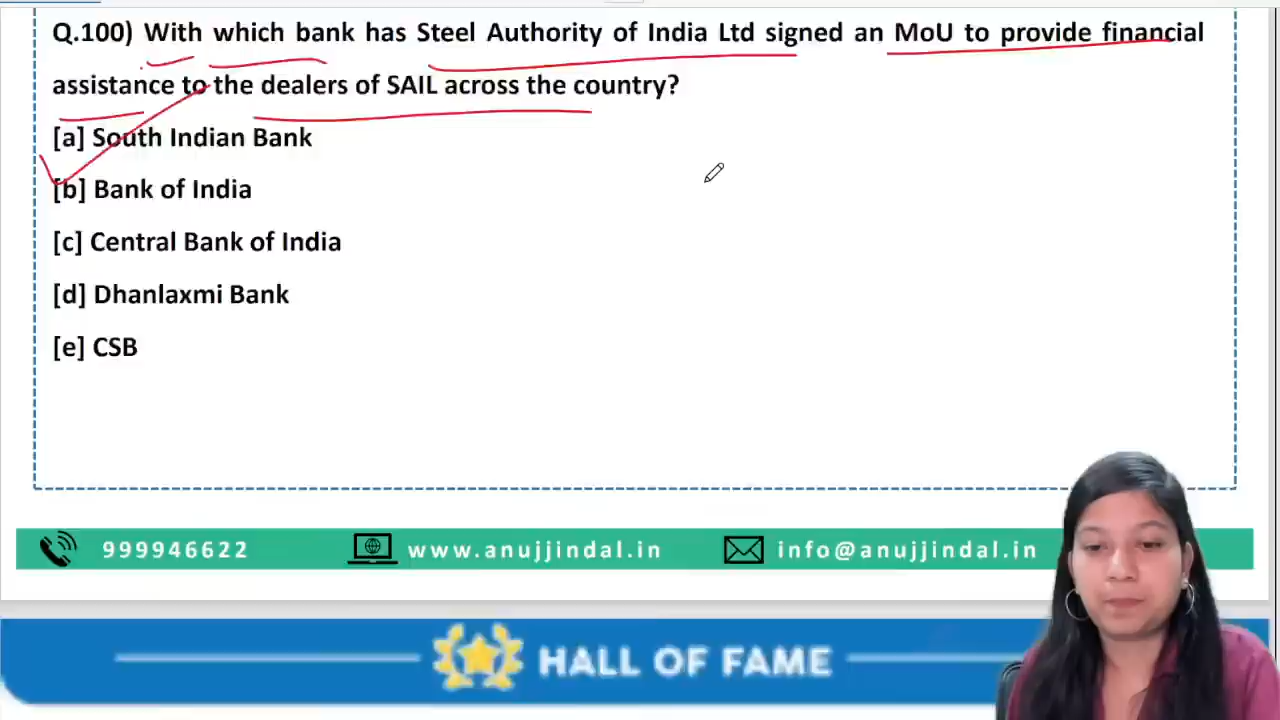 Q.100) With which bank has Steel Authority of India Ltd signed an MoU to provide financial
assistance to the dealers of SAIL across the country?
[a] South Indian Bank
[b] Bank of India
[c] Central Bank of India
[d] Dhanlaxmi Bank
[e] CSB
999946622 www.anujjindal.in info@anujjindal.in
HALL OF FAME